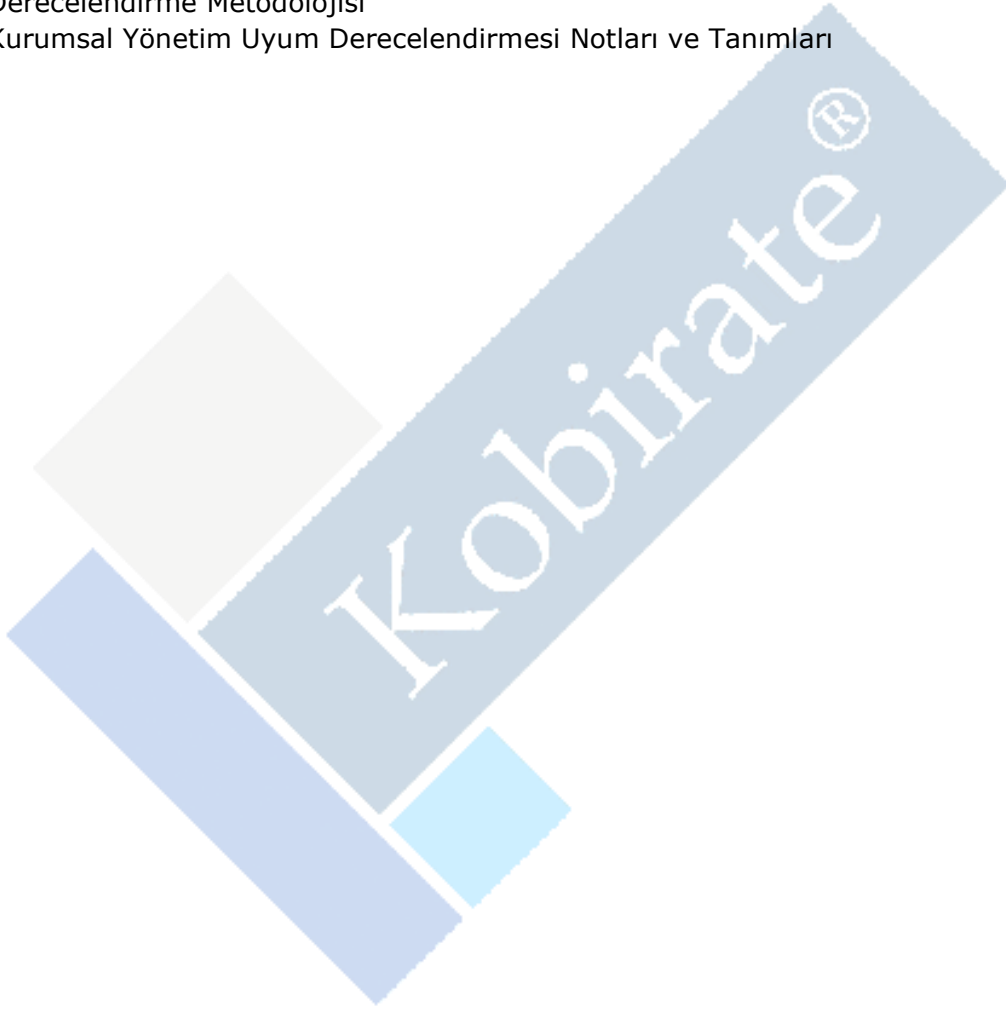 Derecelendirme Metodolojisi
Kurumsal Yönetim Uyum Derecelendirmesi Notları ve Tanımları
Kobirate ®